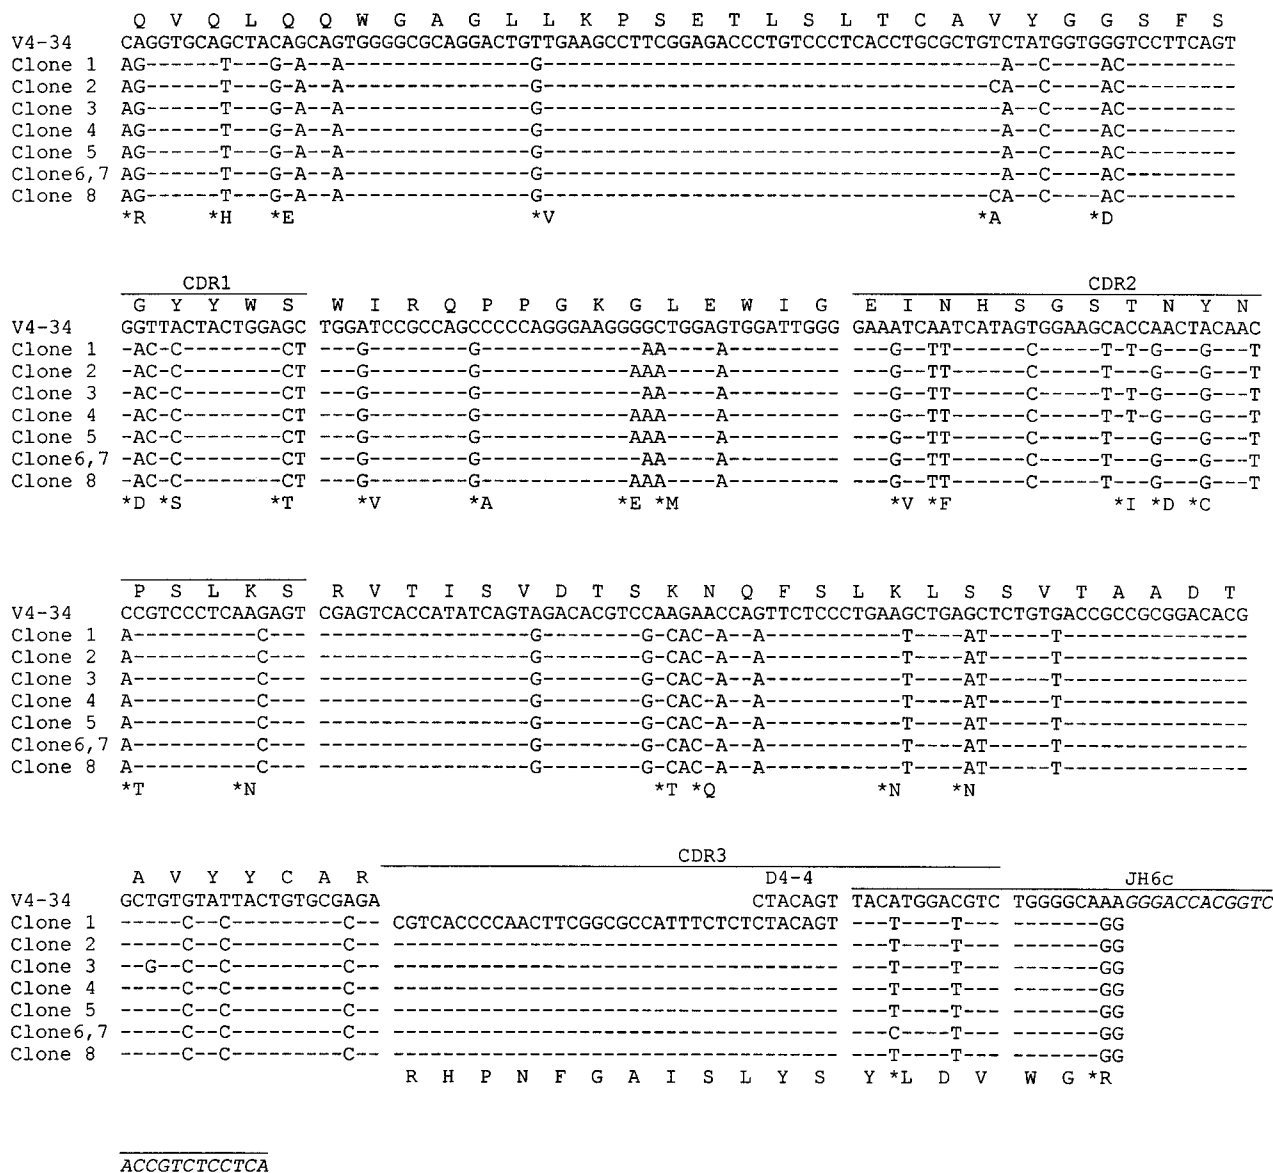 Q V Q L Q Q W G A G L L K P S E T L S L T C A V Y G G S F S
V4-34 CAGGTGCAGCTACAGCAGTGGGGCGCAGGACTGTTGAAGCCTTCGGAGACCCTGTCCCTCACCTGCGCTGTCTATGGTGGGTCCTTCAGT
Clone 1 AG------T---G-A--A---------------G-------------------------------------A--C----AC---------
Clone 2 AG------T---G-A--A---------------G------------------------------------CA--C----AC---------
Clone 3 AG------T---G-A--A---------------G-------------------------------------A--C----AC---------
Clone 4 AG------T---G-A--A---------------G-------------------------------------A--C----AC---------
Clone 5 AG------T---G-A--A---------------G-------------------------------------A--C----AC---------
Clone6,7 AG------T---G-A--A---------------G-------------------------------------A--C----AC---------
Clone 8 AG------T---G-A--A---------------G------------------------------------CA--C----AC---------
*R *H *E *V *A *D
CDR1 CDR2
G Y Y W S W I R Q P P G K G L E W I G E I N H S G S T N Y N
V4-34 GGTTACTACTGGAGC TGGATCCGCCAGCCCCCAGGGAAGGGGCTGGAGTGGATTGGG GAAATCAATCATAGTGGAAGCACCAACTACAAC
Clone 1 -AC-C--------CT ---G--------G-------------AA----A--------- ---G--TT------C-----T-T-G---G---T
Clone 2 -AC-C--------CT ---G--------G------------AAA----A--------- ---G--TT------C-----T---G---G---T
Clone 3 -AC-C--------CT ---G--------G-------------AA----A--------- ---G--TT------C-----T-T-G---G---T
Clone 4 -AC-C--------CT ---G--------G------------AAA----A--------- ---G--TT------C-----T-T-G---G---T
Clone 5 -AC-C--------CT ---G--------G------------AAA----A--------- ---G--TT------C-----T---G---G---T
Clone6,7 -AC-C--------CT ---G--------G-------------AA----A--------- ---G--TT------C-----T---G---G---T
Clone 8 -AC-C--------CT ---G--------G------------AAA----A--------- ---G--TT------C-----T---G---G---T
*D *S *T *V *A *E *M *V *F *I *D *C
P S L K S R V T I S V D T S K N Q F S L K L S S V T A A D T
V4-34 CCGTCCCTCAAGAGT CGAGTCACCATATCAGTAGACACGTCCAAGAACCAGTTCTCCCTGAAGCTGAGCTCTGTGACCGCCGCGGACACG
Clone 1 A----------C--- -----------------G--------G-CAC-A--A-----------T----AT-----T---------------
Clone 2 A----------C--- -----------------G--------G-CAC-A--A-----------T----AT-----T---------------
Clone 3 A----------C--- -----------------G--------G-CAC-A--A-----------T----AT-----T---------------
Clone 4 A----------C--- -----------------G--------G-CAC-A--A-----------T----AT-----T---------------
Clone 5 A----------C--- -----------------G--------G-CAC-A--A-----------T----AT-----T---------------
Clone6,7 A----------C--- -----------------G--------G-CAC-A--A-----------T----AT-----T---------------
Clone 8 A----------C--- -----------------G--------G-CAC-A--A-----------T----AT-----T---------------
*T *N *T *Q *N *N
CDR3
A V Y Y C A R D4-4 JH6c
V4-34 GCTGTGTATTACTGTGCGAGA CTACAGT TACATGGACGTC TGGGGCAAAGGGACCACGGTC
Clone 1 -----C--C---------C-- CGTCACCCCAACTTCGGCGCCATTTCTCTCTACAGT ---T----T--- -------GG
Clone 2 -----C--C---------C-- ------------------------------------ ---T----T--- -------GG
Clone 3 --G--C--C---------C-- ------------------------------------ ---T----T--- -------GG
Clone 4 -----C--C---------C-- ------------------------------------ ---T----T--- -------GG
Clone 5 -----C--C---------C-- ------------------------------------ ---T----T--- -------GG
Clone6,7 -----C--C---------C-- ------------------------------------ ---C----T--- -------GG
Clone 8 -----C--C---------C-- ------------------------------------ ---T----T--- -------GG
R H P N F G A I S L Y S Y *L D V W G *R
ACCGTCTCCTCA